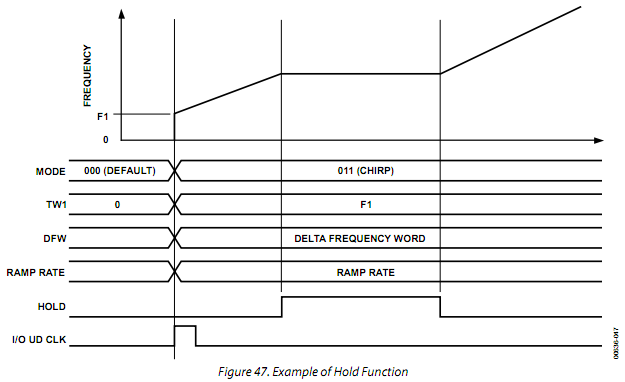 FREQUENCY
F1
0
MODE 000 (DEFAULT) 011 (CHIRP)
TW1 0 F1
DFW DELTA FREQUENCY WORD
RAMP RATE RAMP RATE
HOLD
I/O UD CLK
00636-047
Figure 47. Example of Hold Function